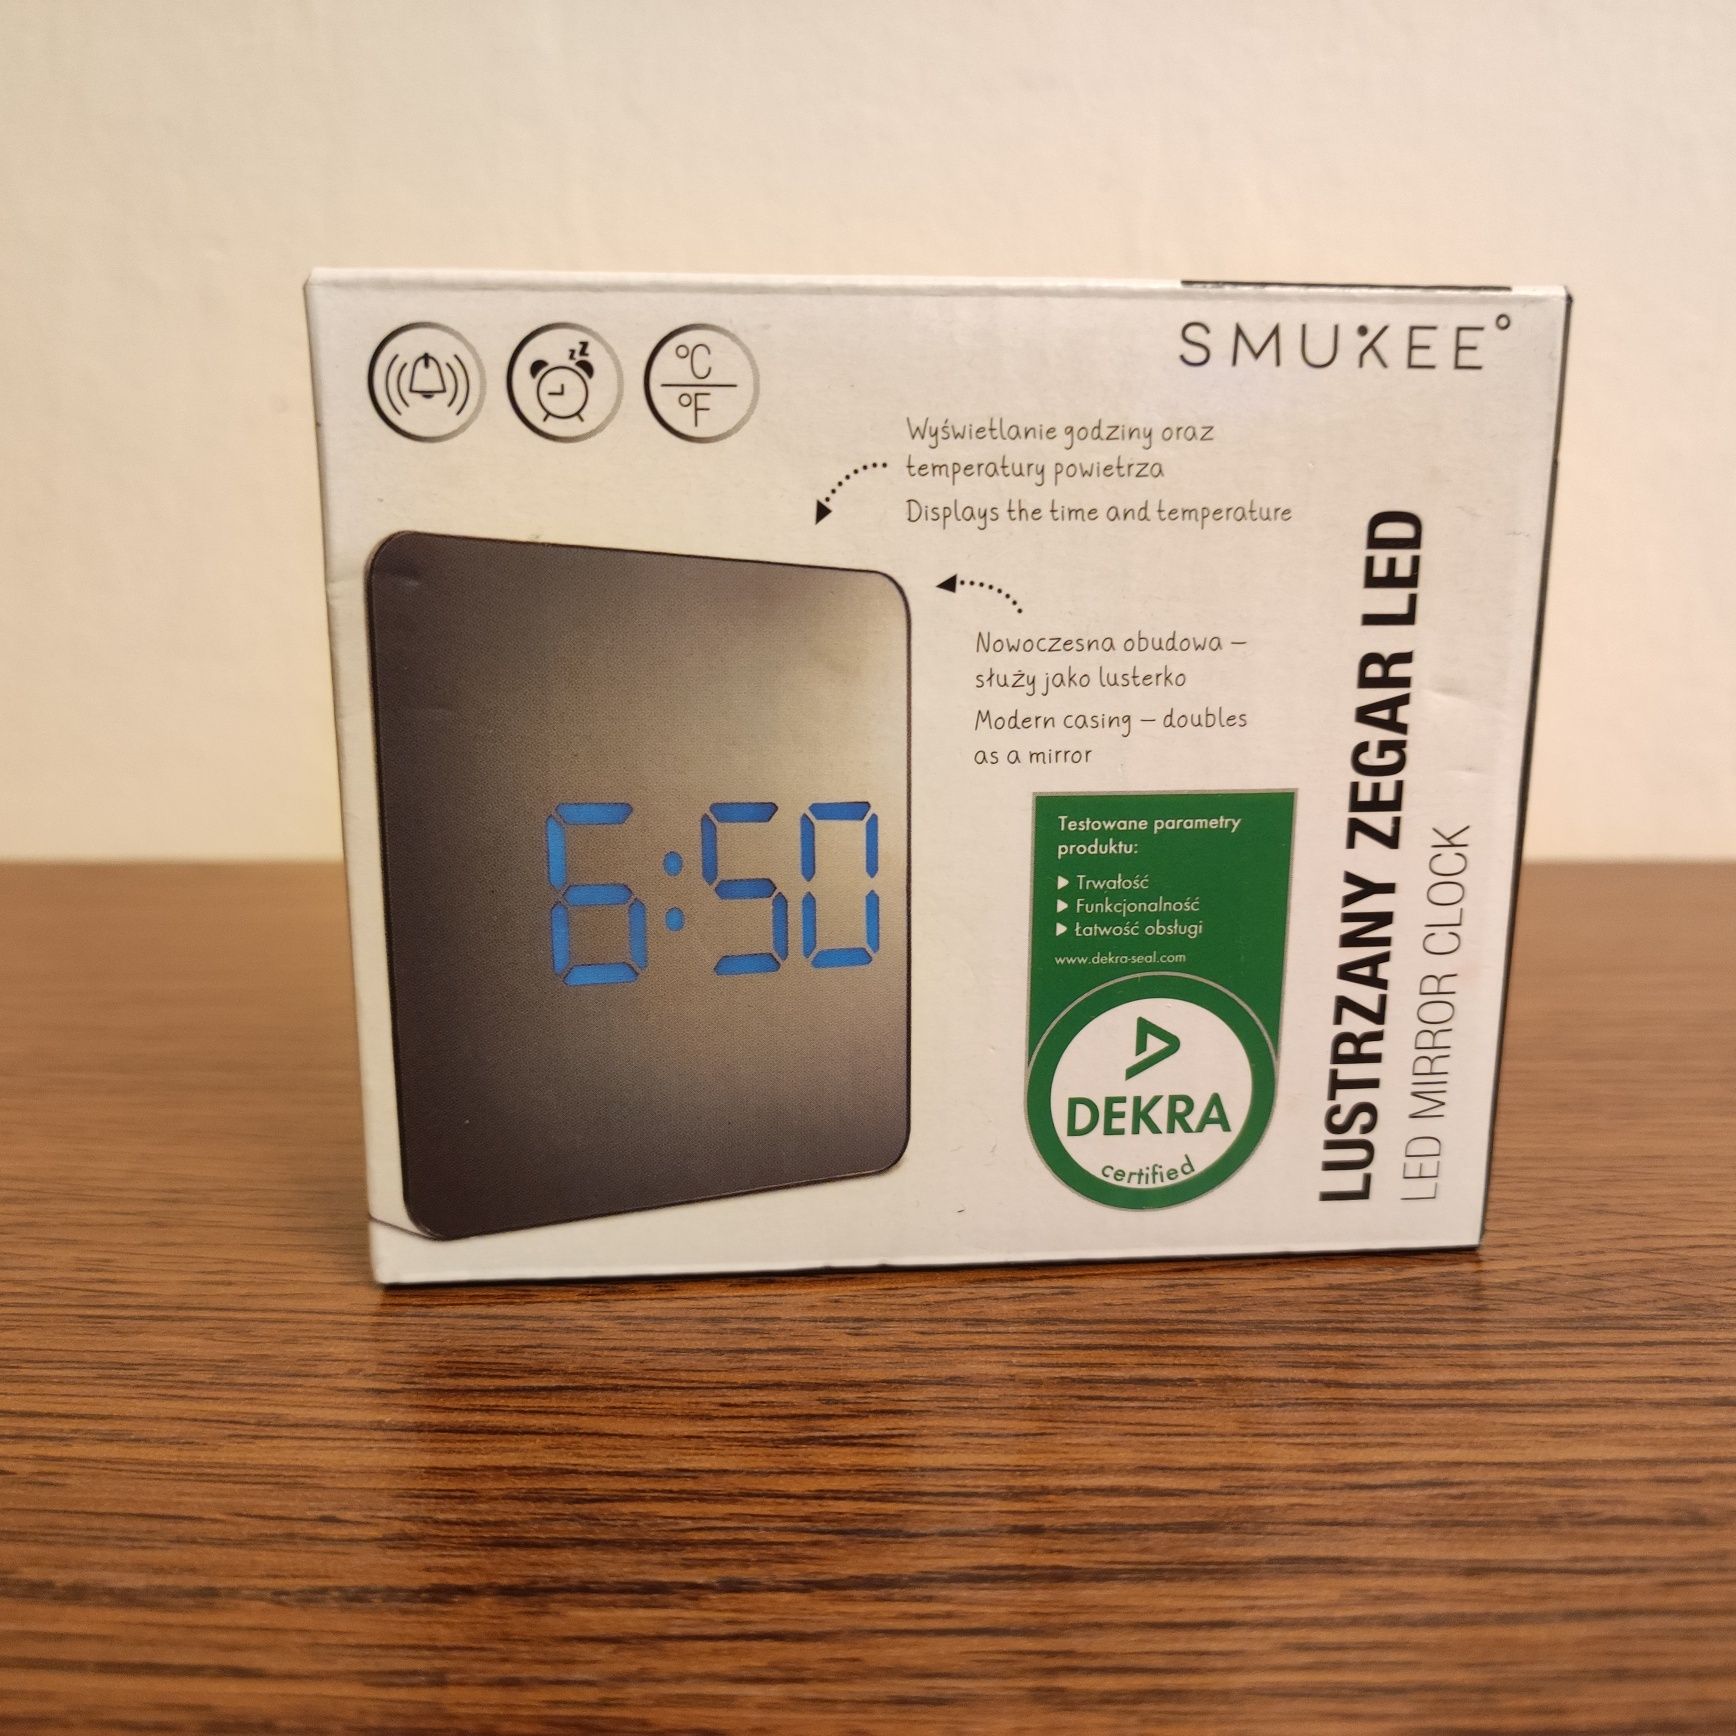 °C
°F
zZ
SMUKEE°
Wyświetlanie godziny oraz
temperatury powietrza
Displays the time and temperature
Nowoczesna obudowa –
służy jako lusterko
Modern casing – doubles
as a mirror
6:50
Testowane parametry
produktu:
Trwałość
Funkcjonalność
Łatwość obsługi
www.dekra-seal.com
DEKRA
certified
LUSTRZANY ZEGAR LED
LED MIRROR CLOCK